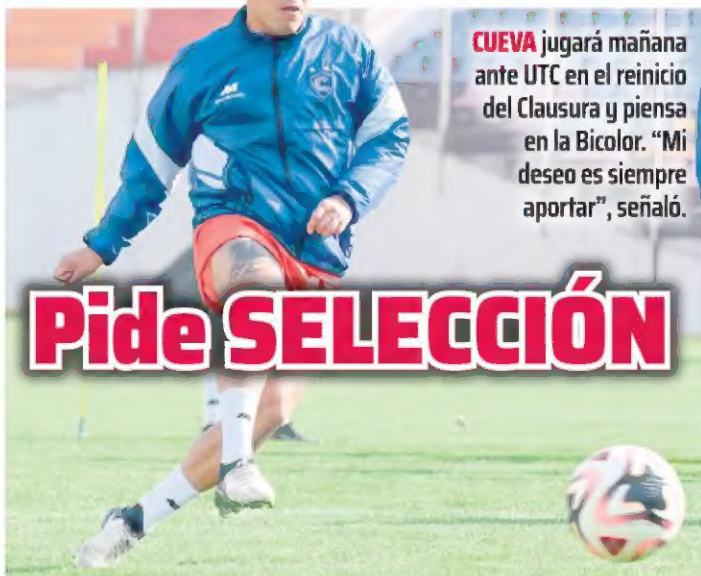 CUEVA jugará mañana
ante UTC en el reinicio
del Clausura y piensa
en la Bicolor. “Mi
deseo es siempre
aportar”, señaló.
Pide SELECCIÓN